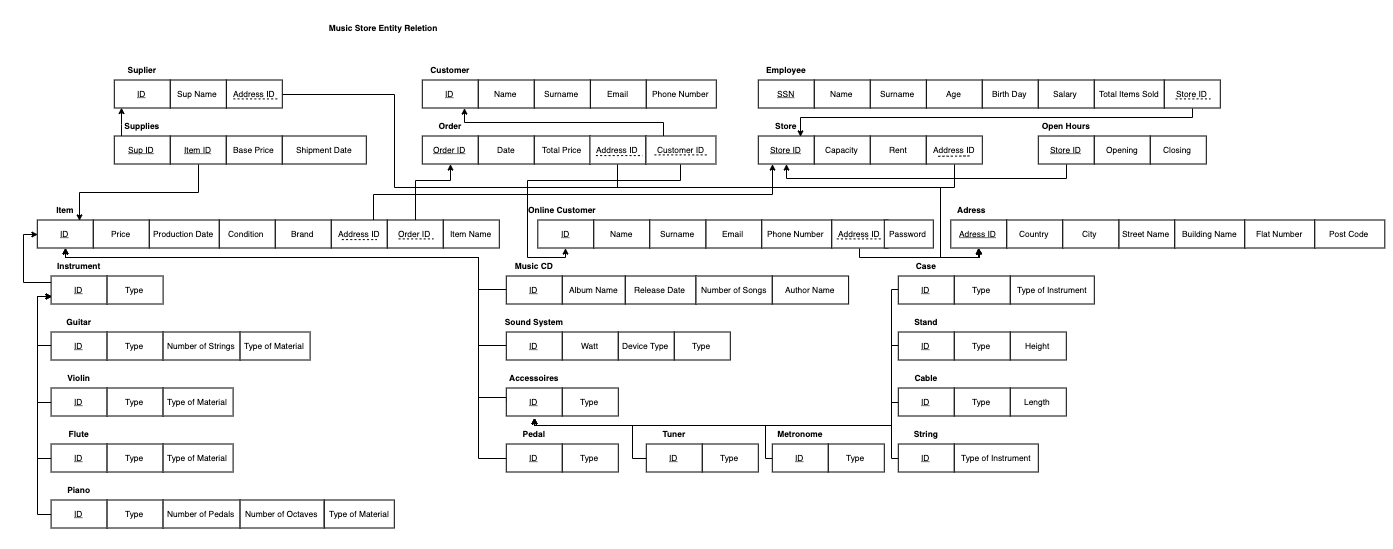 Music Store Entity Reletion
Suplier Customer Employee
ID Sup Name Address ID ID Name Surname Email Phone Number SSN Name Surname Age Birth Day Salary Total Items Sold Store ID
Supplies Order Store Open Hours
Sup ID Item ID Base Price Shipment Date Order ID Date Total Price Address ID Customer ID Store ID Capacity Rent Address ID Store ID Opening Closing
Item Online Customer Adress
ID Price Production Date Condition Brand Address ID Order ID Item Name ID Name Surname Email Phone Number Address ID Password Adress ID Country City Street Name Building Name Flat Number Post Code
Instrument Music CD Case
ID Type ID Album Name Release Date Number of Songs Author Name ID Type Type of Instrument
Guitar Sound System Stand
ID Type Number of Strings Type of Material ID Watt Device Type Type ID Type Height
Violin Accessoires Cable
ID Type Type of Material ID Type ID Type Length
Flute Pedal Tuner Metronome String
ID Type Type of Material ID Type ID Type ID Type ID Type of Instrument
Piano
ID Type Number of Pedals Number of Octaves Type of Material